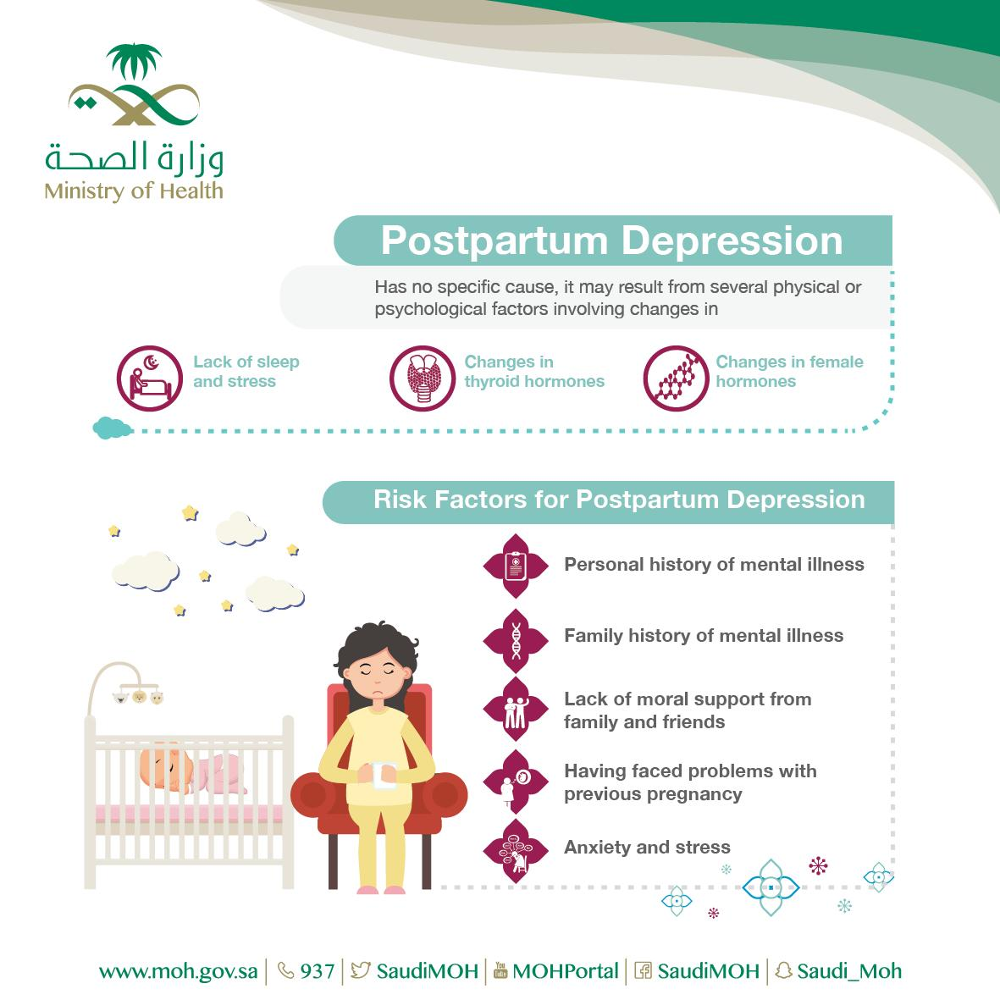 وزارة الصحة
Ministry of Health
Postpartum Depression
Has no specific cause, it may result from several physical or
psychological factors involving changes in
Lack of sleep
and stress
Changes in
thyroid hormones
Changes in female
hormones
Risk Factors for Postpartum Depression
Personal history of mental illness
Family history of mental illness
Lack of moral support from
family and friends
Having faced problems with
previous pregnancy
Anxiety and stress
www.moh.gov.sa | 937 | SaudiMOH | You Tube MOHPortal | SaudiMOH | Saudi_Moh